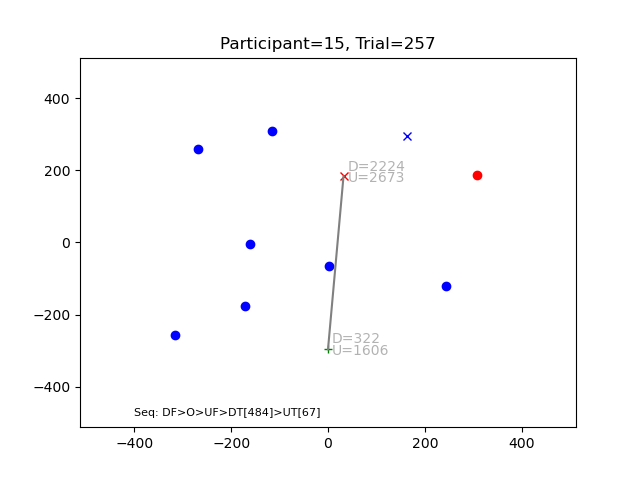 Participant=15, Trial=257
400
200
0
−200
−400
D=2224
U=2673
D=322
U=1606
Seq: DF>O>UF>DT[484]>UT[67]
−400 −200 0 200 400